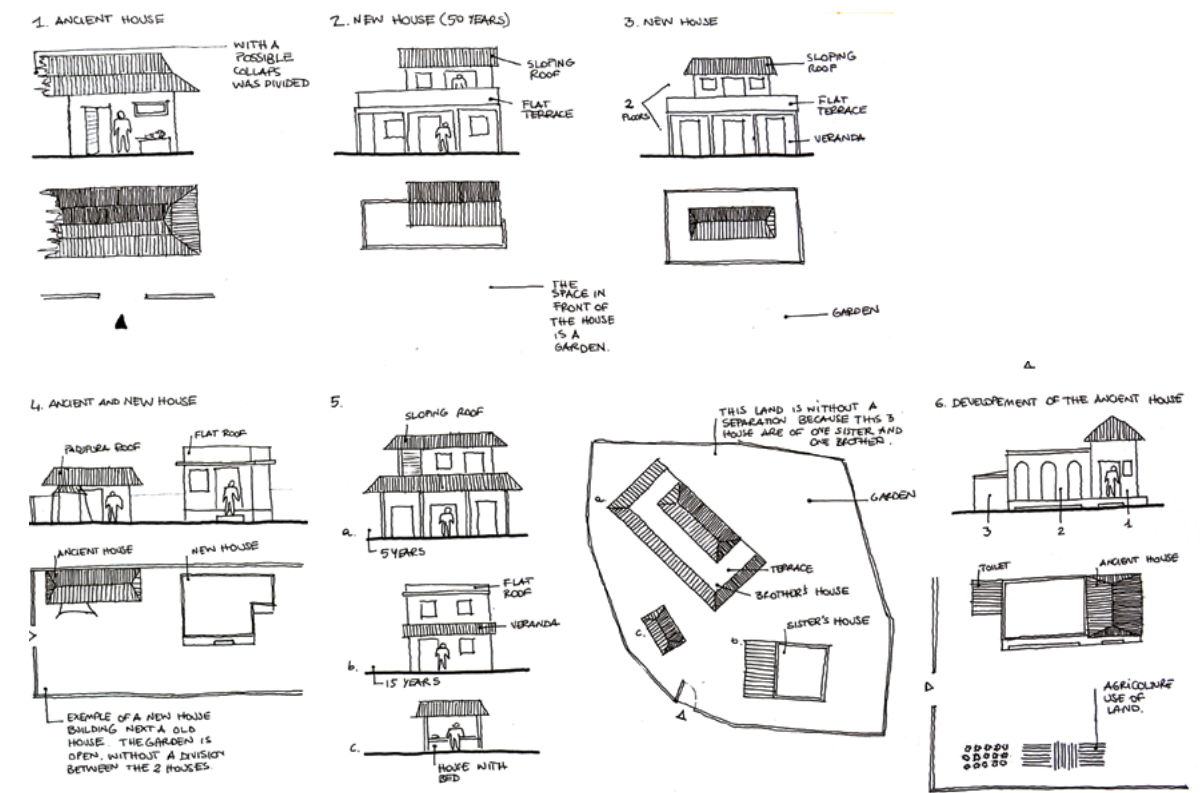 1. ANCIENT HOUSE
WITH A
POSSIBLE
COLLAPS
WAS DIVIDED
2. NEW HOUSE (50 YEARS)
SLOPING
ROOF
FLAT
TERRACE
THE
SPACE IN
FRONT OF
THE HOUSE
IS A
GARDEN.
3. NEW HOUSE
2
FLOORS
SLOPING
ROOF
FLAT
TERRACE
VERANDA
GARDEN
4. ANCIENT AND NEW HOUSE
PADIPURA ROOF
FLAT ROOF
ANCIENT HOUSE
NEW HOUSE
EXEMPLE OF A NEW HOUSE
BUILDING NEXT A OLD
HOUSE. THE GARDEN IS
OPEN, WITHOUT A DIVISION
BETWEEN THE 2 HOUSES.
5.
SLOPING ROOF
a.
5 YEARS
FLAT
ROOF
VERANDA
b.
15 YEARS
c.
HOUSE WITH
BED
THIS LAND IS WITHOUT A
SEPARATION BECAUSE THIS 3
HOUSE ARE OF ONE SISTER AND
ONE BROTHER.
GARDEN
a.
TERRACE
BROTHER'S HOUSE
SISTER'S HOUSE
c.
b.
6. DEVELOPEMENT OF THE ANCIENT HOUSE
3
2
1
TOILET
ANCIENT HOUSE
AGRICOLTURE
USE OF
LAND.